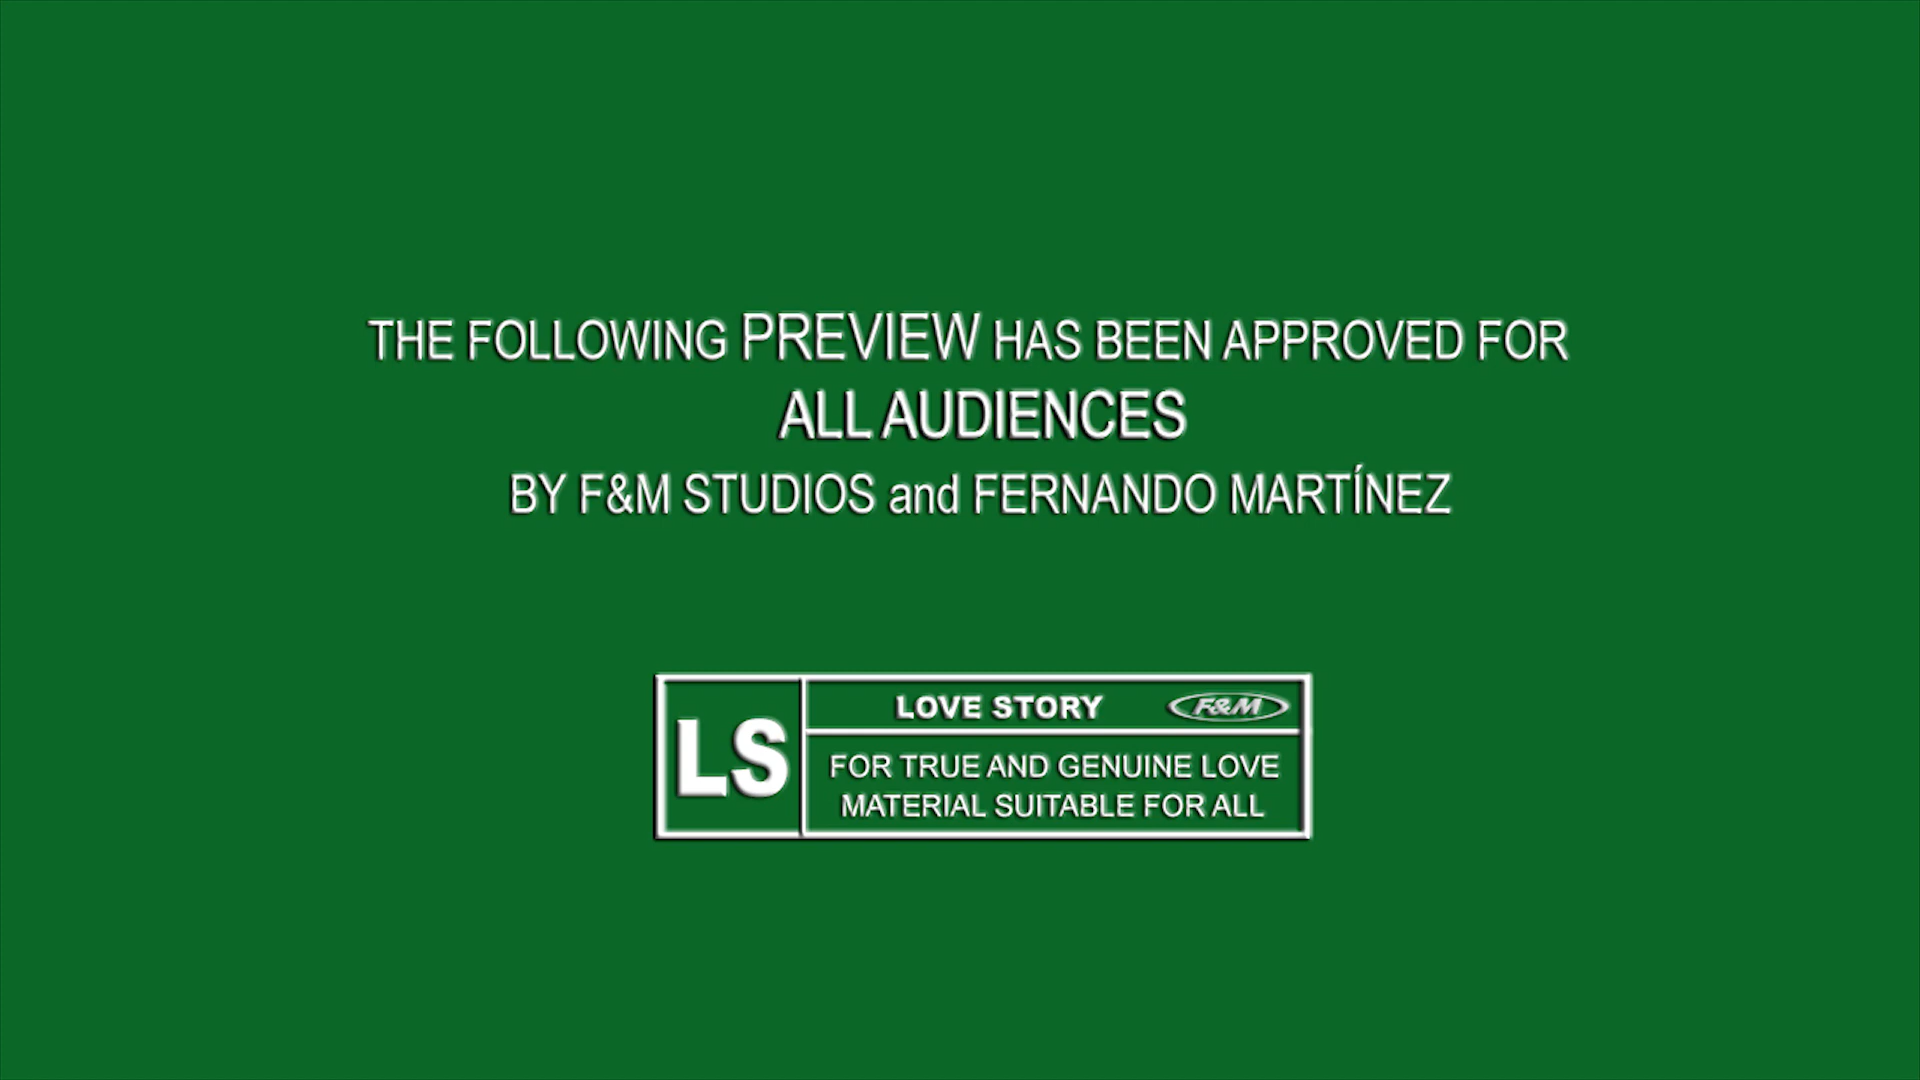 THE FOLLOWING PREVIEW HAS BEEN APPROVED FOR
ALL AUDIENCES
BY F&M STUDIOS and FERNANDO MARTÍNEZ
LS
LOVE STORY F&M
FOR TRUE AND GENUINE LOVE
MATERIAL SUITABLE FOR ALL